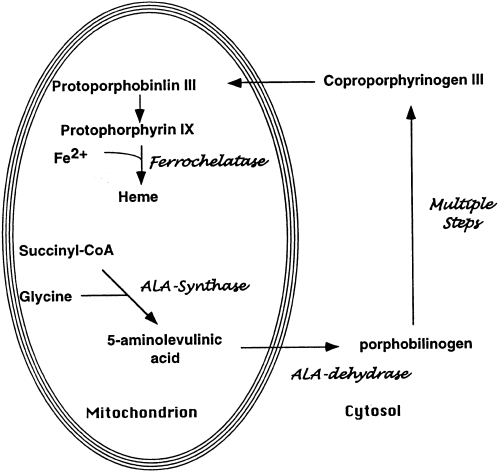 Protoporphobinlin III
Coproporphyrinogen III
Protophorphyrin IX
Fe2+
Ferrochelatase
Heme
Multiple
Steps
Succinyl-CoA
ALA-Synthase
Glycine
5-aminolevulinic
acid
porphobilinogen
ALA-dehydrase
Mitochondrion
Cytosol